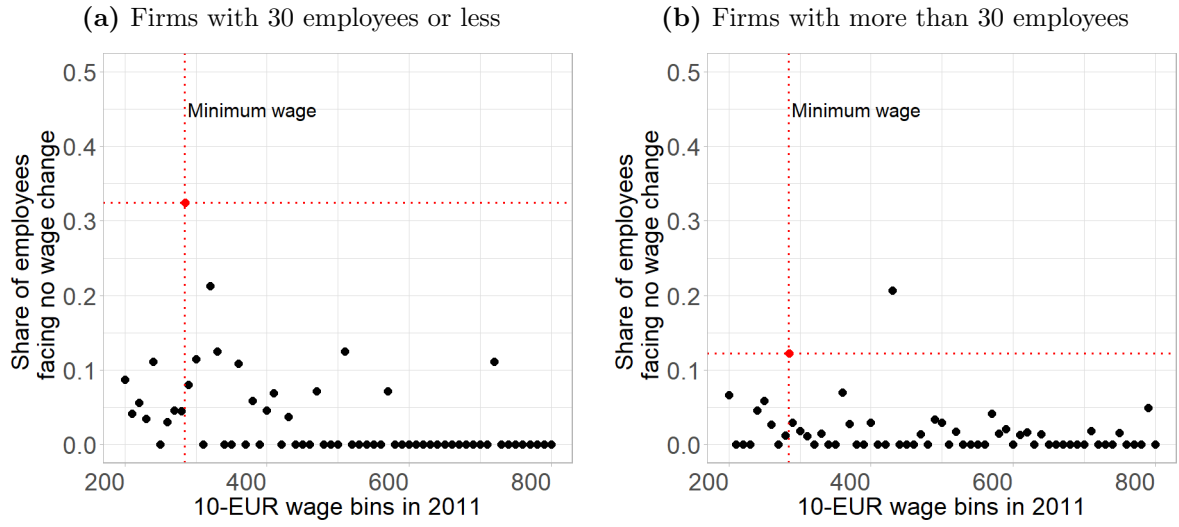 (a) Firms with 30 employees or less
0.5
0.4
0.3
0.2
0.1
0.0
Share of employees
facing no wage change
Minimum wage
200 400 600 800
10-EUR wage bins in 2011
(b) Firms with more than 30 employees
0.5
0.4
0.3
0.2
0.1
0.0
Share of employees
facing no wage change
Minimum wage
200 400 600 800
10-EUR wage bins in 2011